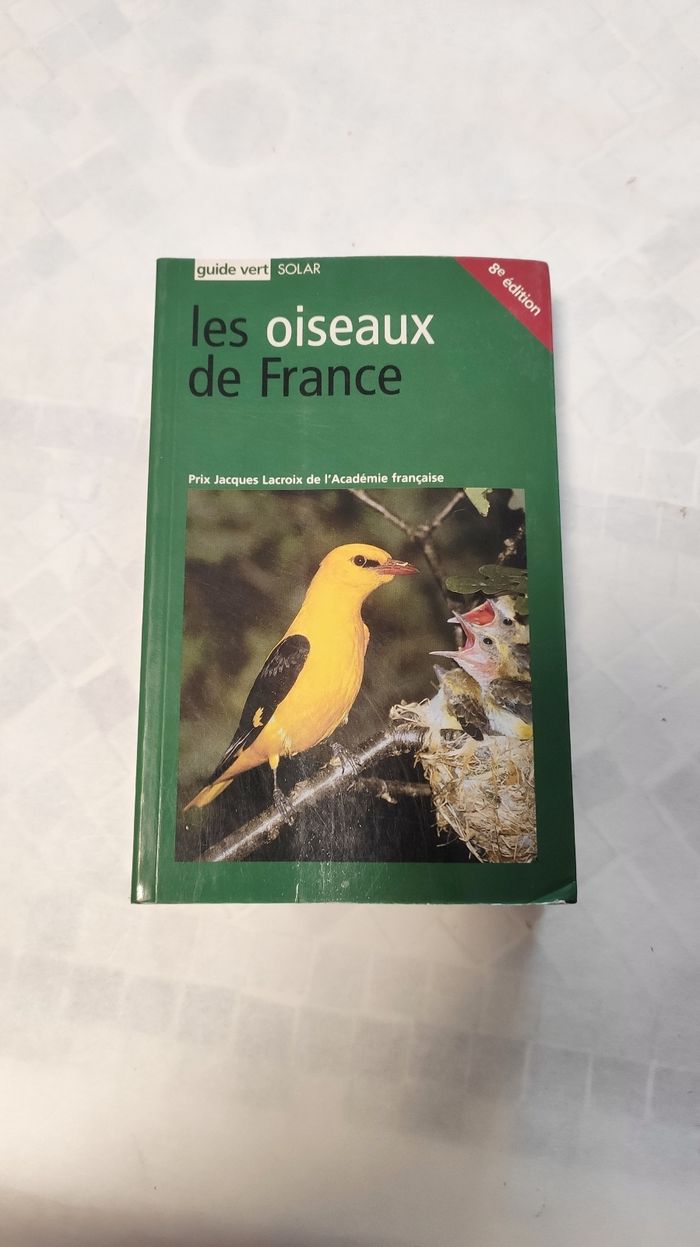 guide vert SOLAR
8e édition
les oiseaux
de France
Prix Jacques Lacroix de l'Académie française